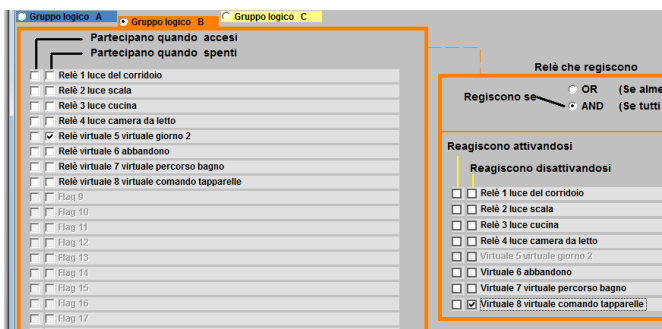 Gruppo logico A
Gruppo logico B
Gruppo logico C
Partecipano quando accesi
Partecipano quando spenti
Relè 1 luce del corridoio
Relè 2 luce scala
Relè 3 luce cucina
Relè 4 luce camera da letto
Relè virtuale 5 virtuale giorno 2
Relè virtuale 6 abbandono
Relè virtuale 7 virtuale percorso bagno
Relè virtuale 8 virtuale comando tapparelle
Flag 9
Flag 10
Flag 11
Flag 12
Flag 13
Flag 14
Flag 15
Flag 16
Flag 17
Relè che regiscono
Regiscono se
OR (Se alme
AND (Se tutti
Reagiscono attivandosi
Reagiscono disattivandosi
Relè 1 luce del corridoio
Relè 2 luce scala
Relè 3 luce cucina
Relè 4 luce camera da letto
Virtuale 5 virtuale giorno 2
Virtuale 6 abbandono
Virtuale 7 virtuale percorso bagno
Virtuale 8 virtuale comando tapparelle